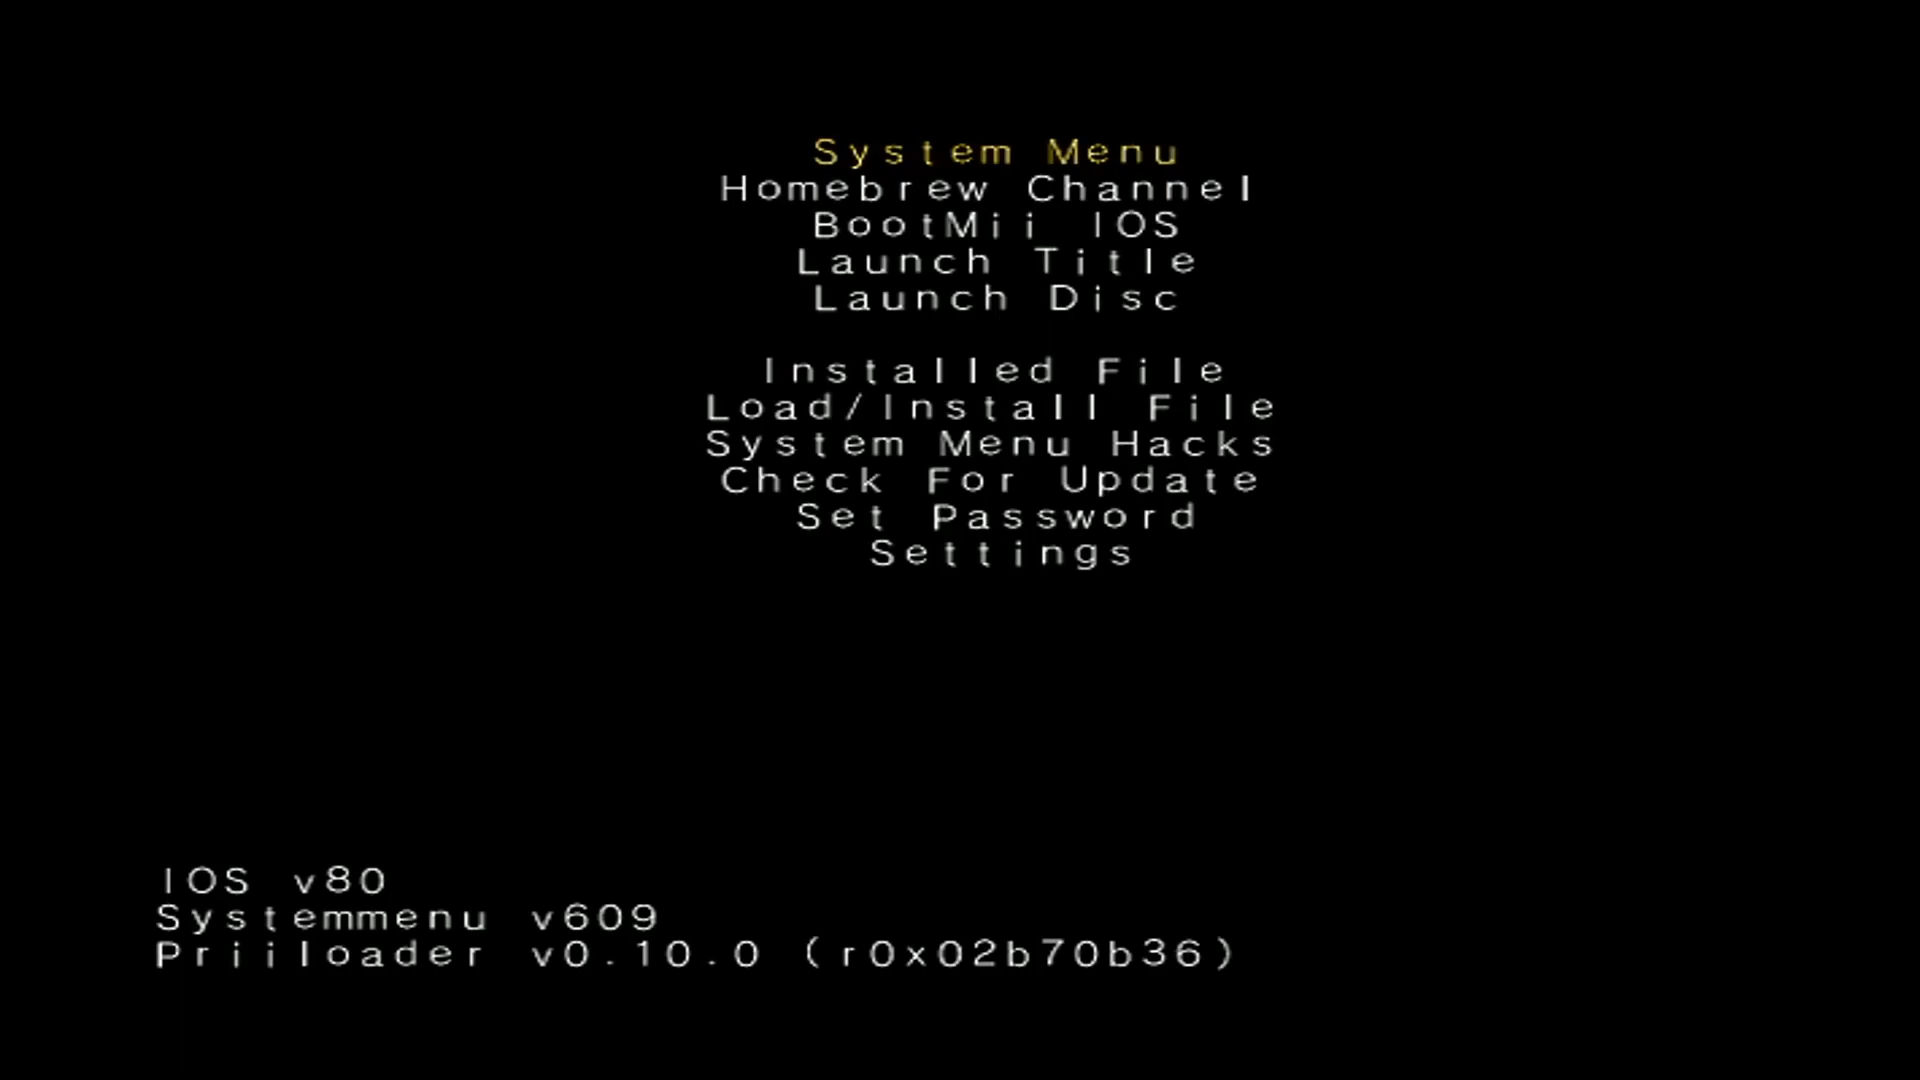 System Menu
Homebrew Channel
BootMii IOS
Launch Title
Launch Disc
Installed File
Load/Install File
System Menu Hacks
Check For Update
Set Password
Settings
IOS v80
Systemmenu v609
Priiloader v0.10.0 (r0x02b70b36)